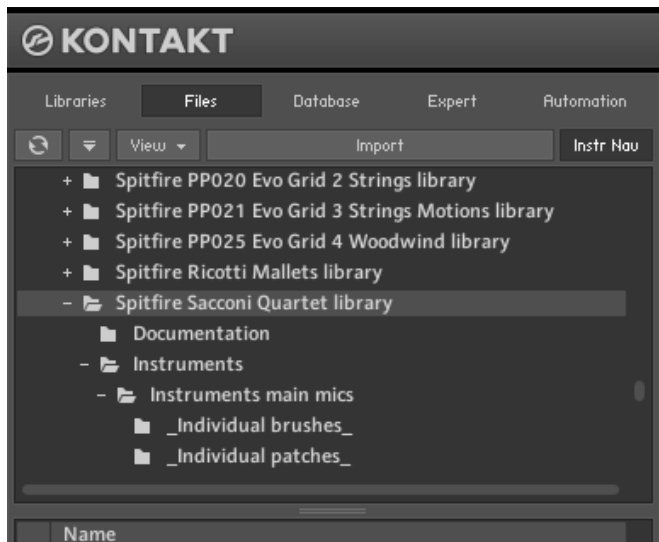 KONTAKT
Libraries Files Database Expert Automation
View Import Instr Nav
+ Spitfire PP020 Evo Grid 2 Strings library
+ Spitfire PP021 Evo Grid 3 Strings Motions library
+ Spitfire PP025 Evo Grid 4 Woodwind library
+ Spitfire Ricotti Mallets library
- Spitfire Sacconi Quartet library
Documentation
- Instruments
- Instruments main mics
_Individual brushes_
_Individual patches_
Name